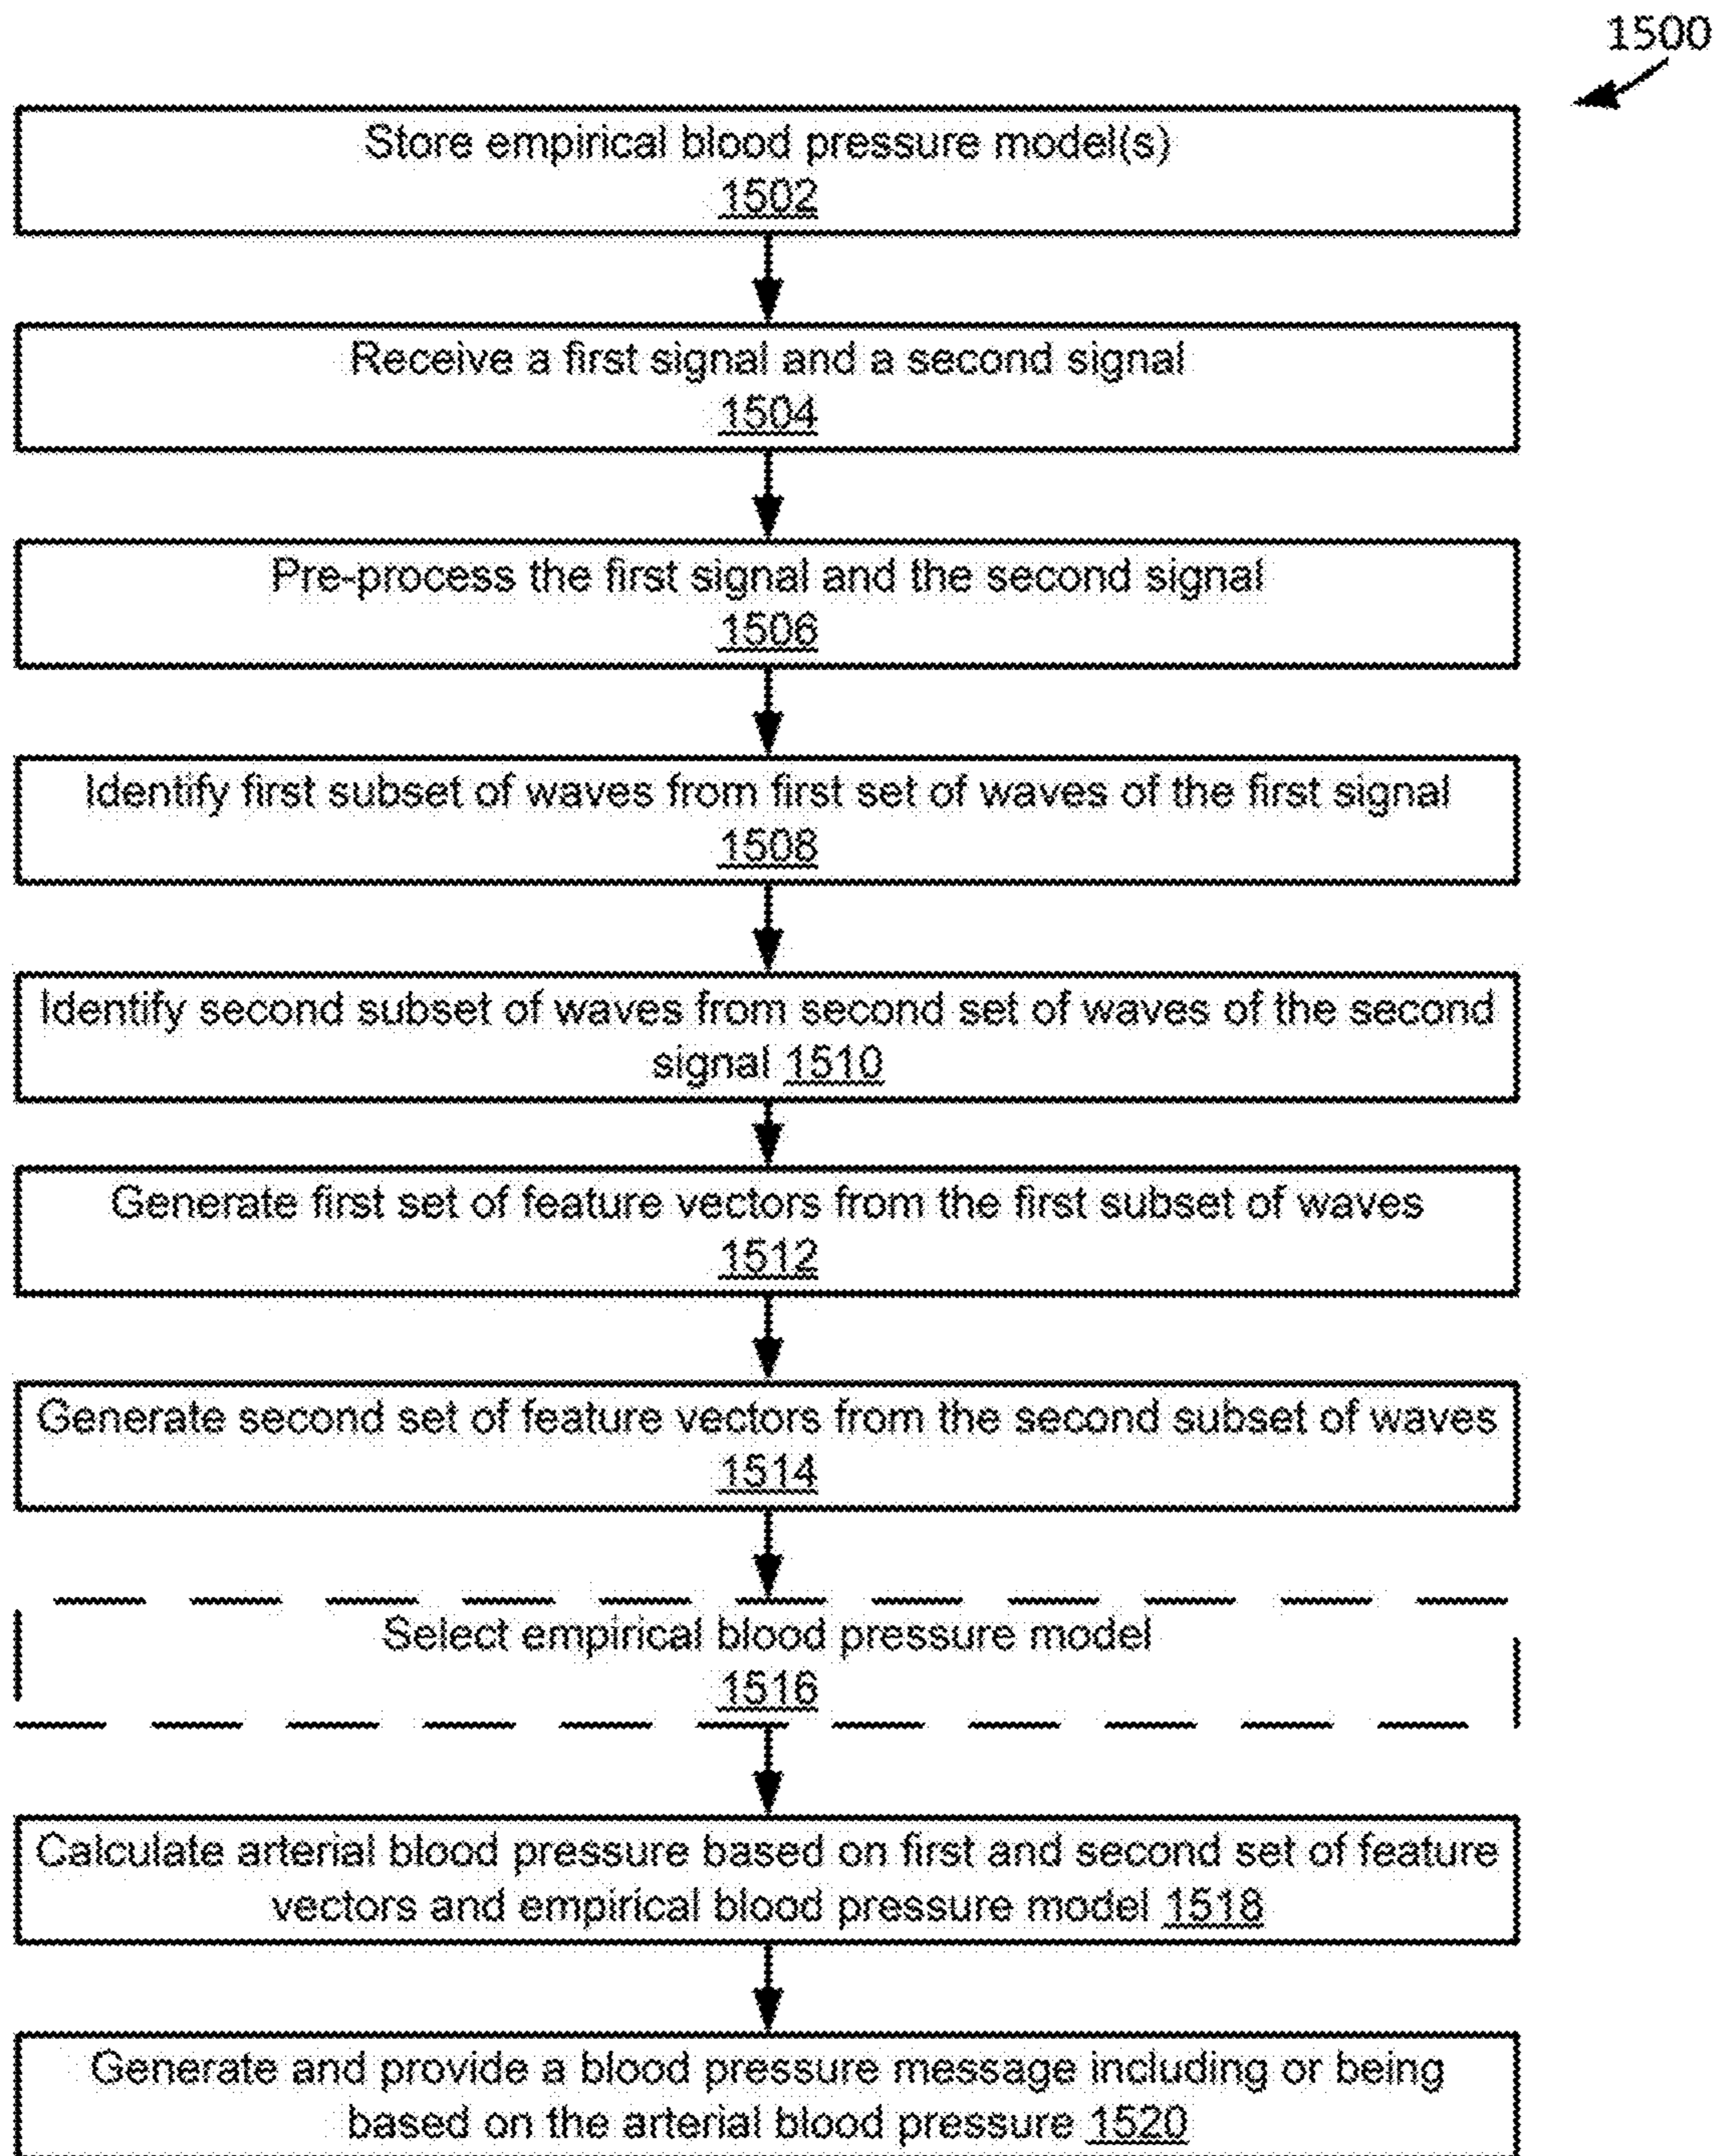 1500
Store empirical blood pressure model(s)
1502
Receive a first signal and a second signal
1504
Pre-process the first signal and the second signal
1506
Identify first subset of waves from first set of waves of the first signal
1508
Identify second subset of waves from second set of waves of the second
signal 1510
Generate first set of feature vectors from the first subset of waves
1512
Generate second set of feature vectors from the second subset of waves
1514
Select empirical blood pressure model
1516
Calculate arterial blood pressure based on first and second set of feature
vectors and empirical blood pressure model 1518
Generate and provide a blood pressure message including or being
based on the arterial blood pressure 1520